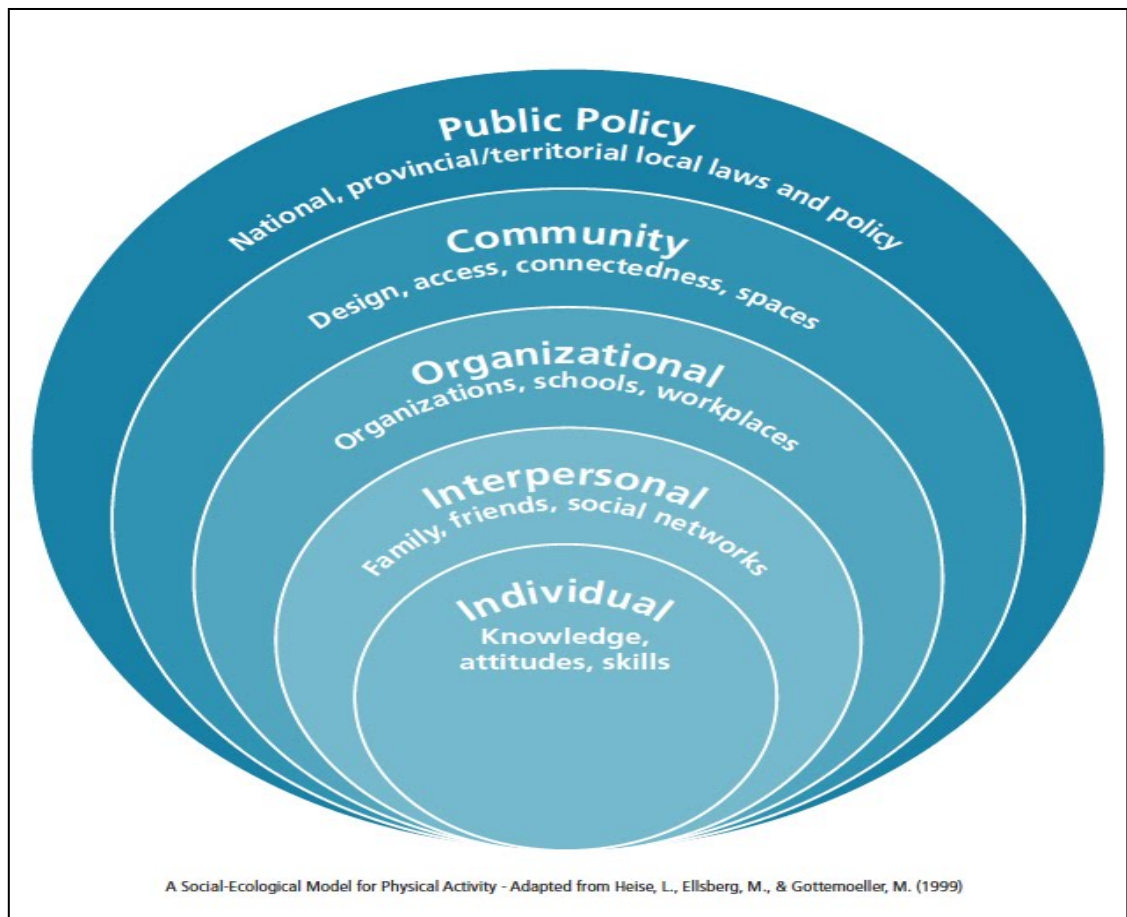 Public Policy
National, provincial/territorial local laws and policy
Community
Design, access, connectedness, spaces
Organizational
Organizations, schools, workplaces
Interpersonal
Family, friends, social networks
Individual
Knowledge,
attitudes, skills
A Social-Ecological Model for Physical Activity - Adapted from Heise, L., Ellsberg, M., & Gottemoeller, M. (1999)